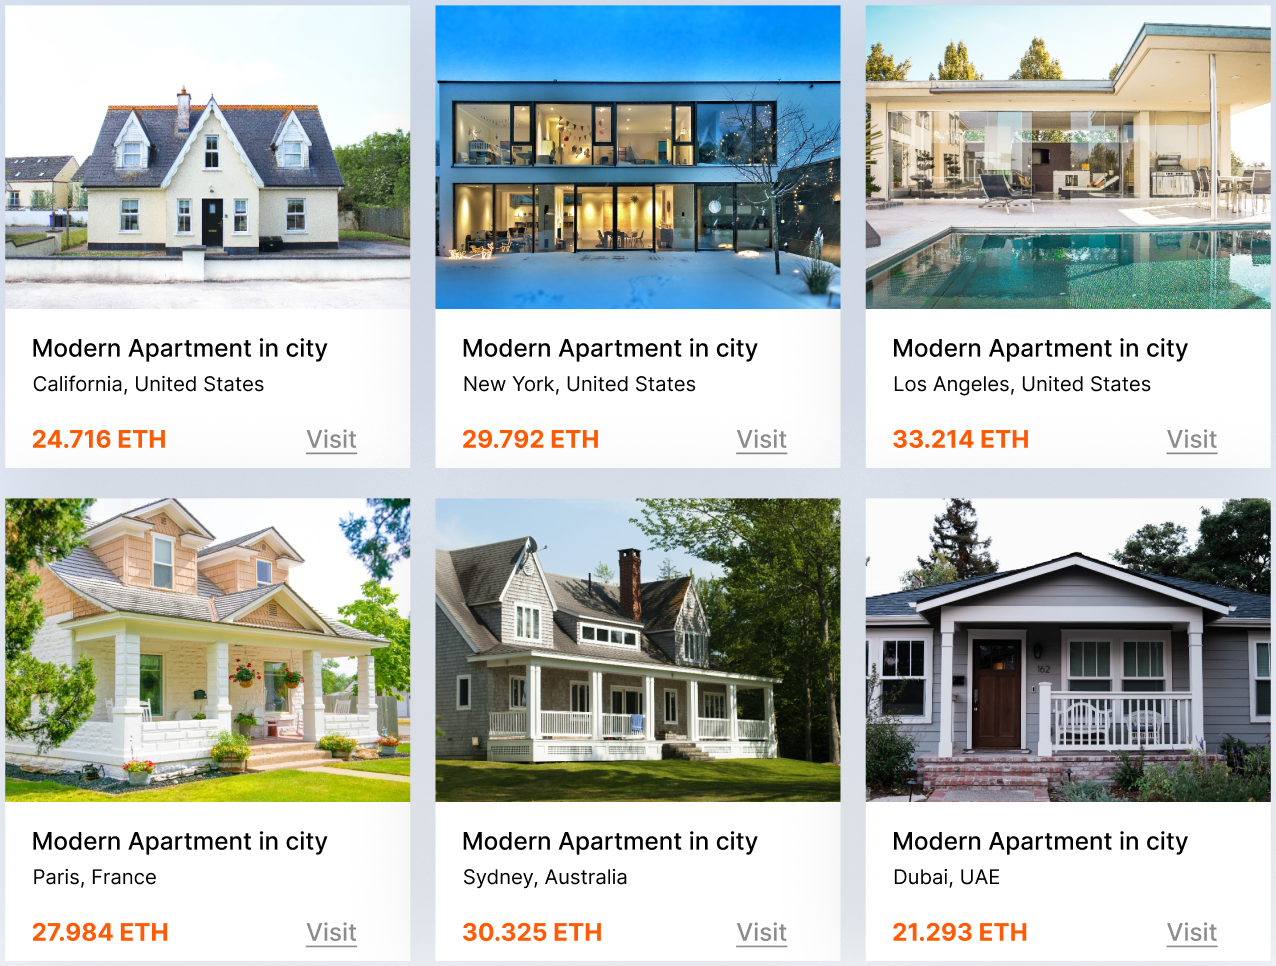 Modern Apartment in city
California, United States
24.716 ETH Visit
Modern Apartment in city
New York, United States
29.792 ETH Visit
Modern Apartment in city
Los Angeles, United States
33.214 ETH Visit
162
Modern Apartment in city
Paris, France
27.984 ETH Visit
Modern Apartment in city
Sydney, Australia
30.325 ETH Visit
Modern Apartment in city
Dubai, UAE
21.293 ETH Visit